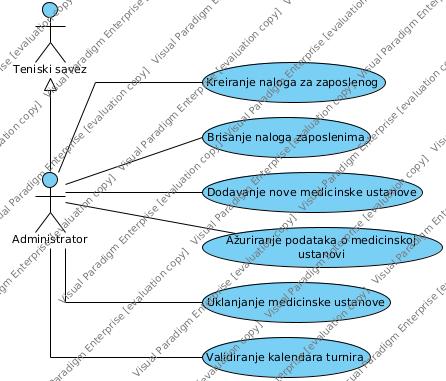 Teniski savez
Kreiranje naloga za zaposlenog
Brisanje naloga zaposlenima
Dodavanje nove medicinske ustanove
Administrator
Ažuriranje podataka o medicinskoj
ustanovi
Uklanjanje medicinske ustanove
Validiranje kalendara turnira
Visual Paradigm Enterprise [evaluation copy]